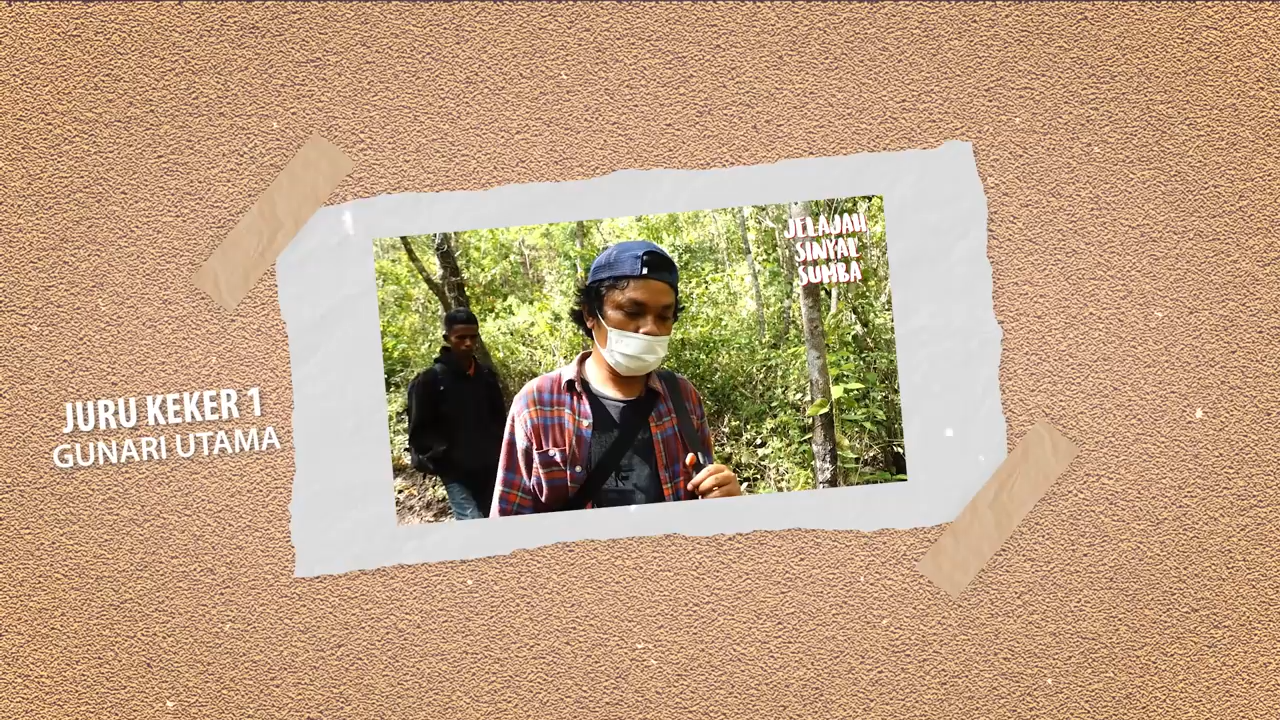 JURU KEKER 1
GUNARI UTAMA
JELAJAH
SINYAL
SUMBA